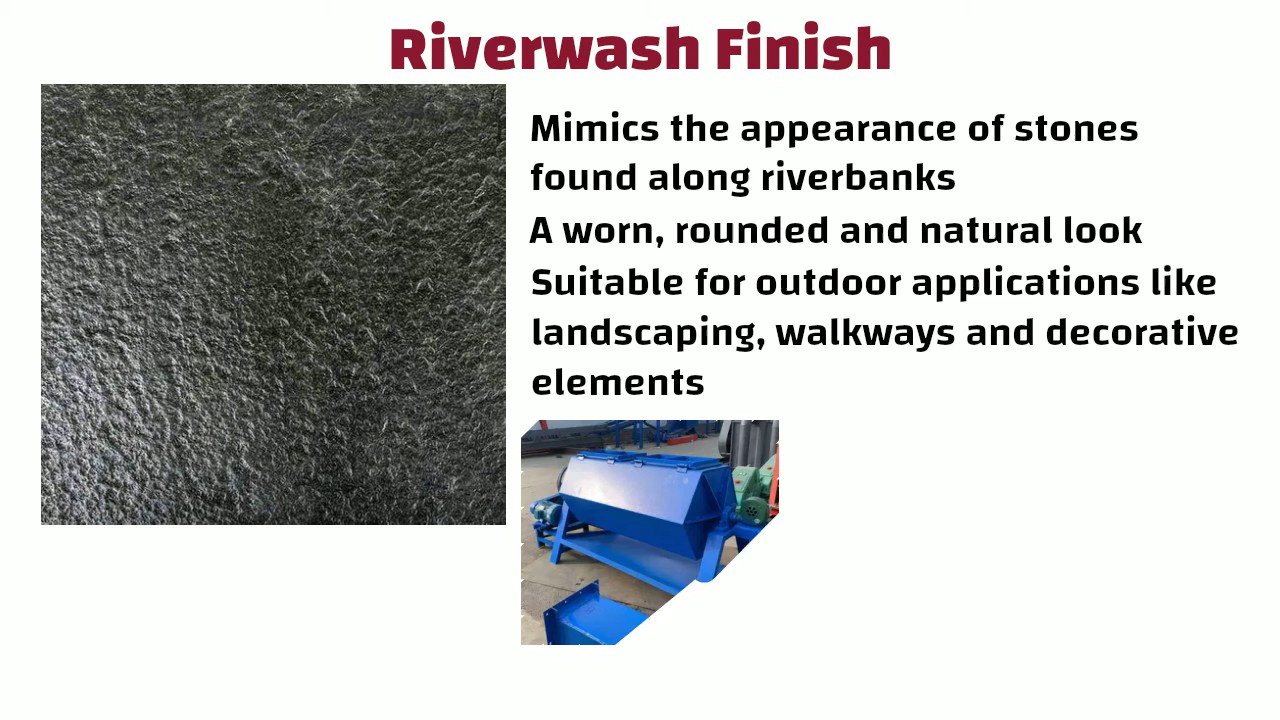 Riverwash Finish
Mimics the appearance of stones
found along riverbanks
A worn, rounded and natural look
Suitable for outdoor applications like
landscaping, walkways and decorative
elements